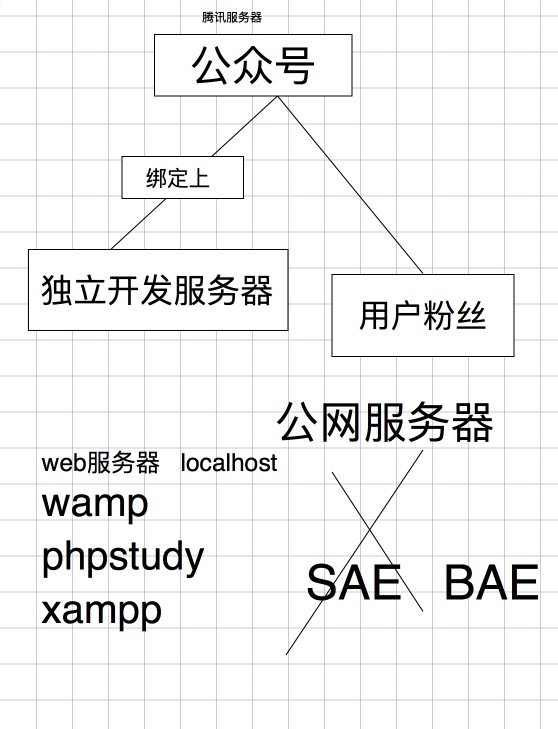 腾讯服务器
公众号
绑定上
独立开发服务器
用户粉丝
公网服务器
web服务器 localhost
wamp
phpstudy
xampp
SAE BAE